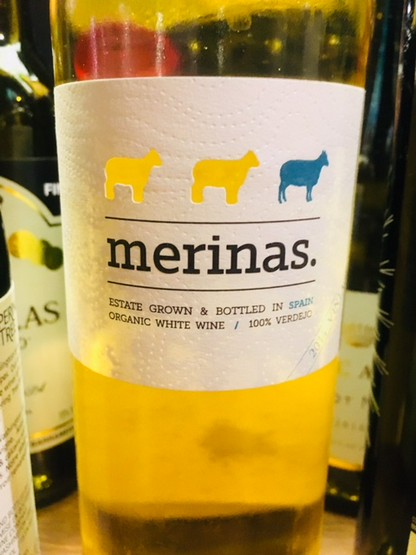 merinas.
ESTATE GROWN & BOTTLED IN SPAIN
ORGANIC WHITE WINE / 100% VERDEJO